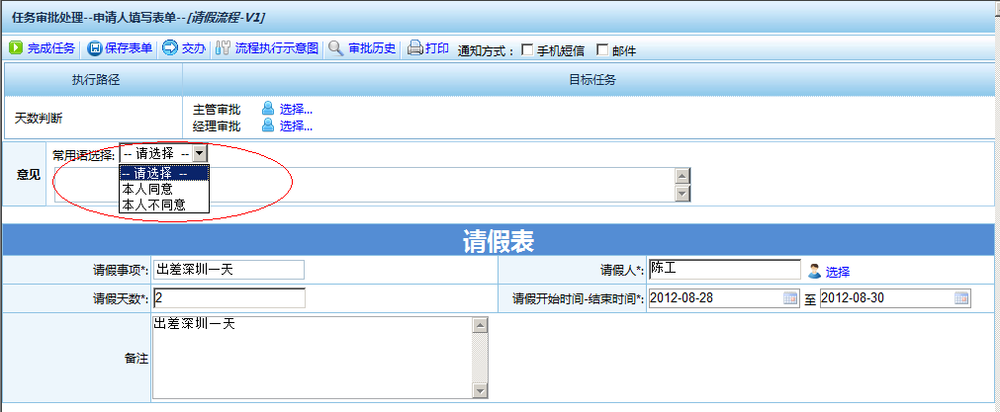 任务审批处理--申请人填写表单--[请假流程-V1]
完成任务 保存表单 交办 流程执行示意图 审批历史 打印 通知方式： 手机短信 邮件
执行路径 目标任务
天数判断
主管审批 选择...
经理审批 选择...
意见
常用语选择: -- 请选择 --
-- 请选择 --
本人同意
本人不同意
请假表
请假事项*: 出差深圳一天 请假人*: 陈工 选择
请假天数*: 2 请假开始时间-结束时间*: 2012-08-28 至 2012-08-30
备注 出差深圳一天